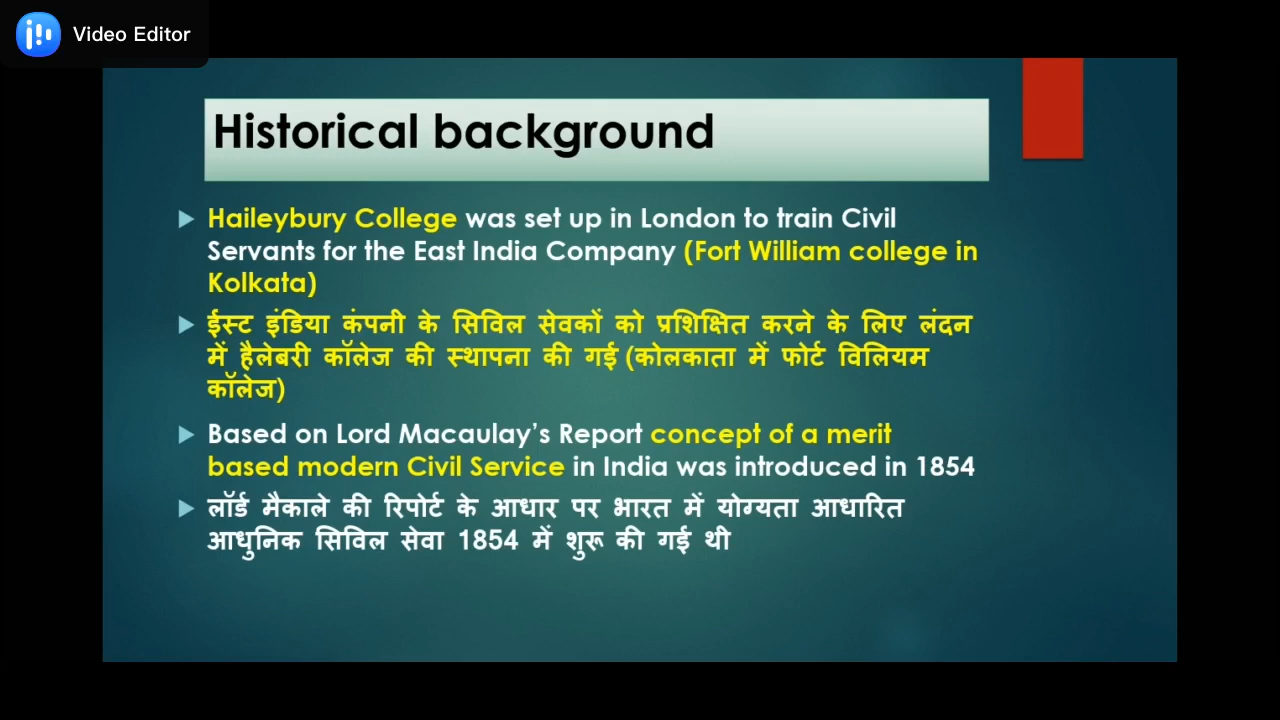 Video Editor
Historical background
Haileybury College was set up in London to train Civil
Servants for the East India Company (Fort William college in
Kolkata)
ईस्ट इंडिया कंपनी के सिविल सेवकों को प्रशिक्षित करने के लिए लंदन
में हैलेबरी कॉलेज की स्थापना की गई (कोलकाता में फोर्ट विलियम
कॉलेज)
Based on Lord Macaulay’s Report concept of a merit
based modern Civil Service in India was introduced in 1854
लॉर्ड मैकाले की रिपोर्ट के आधार पर भारत में योग्यता आधारित
आधुनिक सिविल सेवा 1854 में शुरू की गई थी